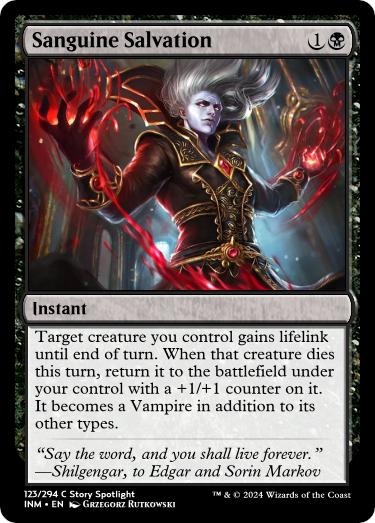 Sanguine Salvation 1
Instant
Target creature you control gains lifelink
until end of turn. When that creature dies
this turn, return it to the battlefield under
your control with a +1/+1 counter on it.
It becomes a Vampire in addition to its
other types.
“Say the word, and you shall live forever.”
—Shilgengar, to Edgar and Sorin Markov
123/294 C Story Spotlight
INM • EN Grzegorz Rutkowski
™ & © 2024 Wizards of the Coast